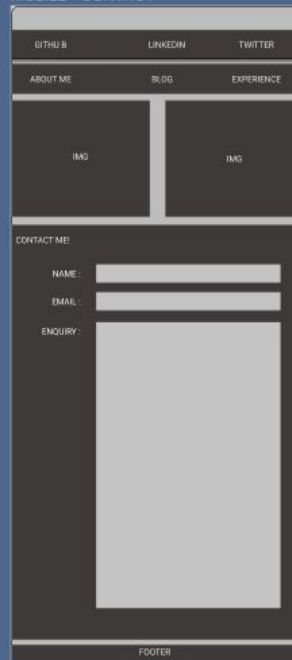 GITHU B LINKEDIN TWITTER
ABOUT ME BLOG EXPERIENCE
IMG IMG
CONTACT ME!
NAME :
EMAIL :
ENQUIRY :
FOOTER